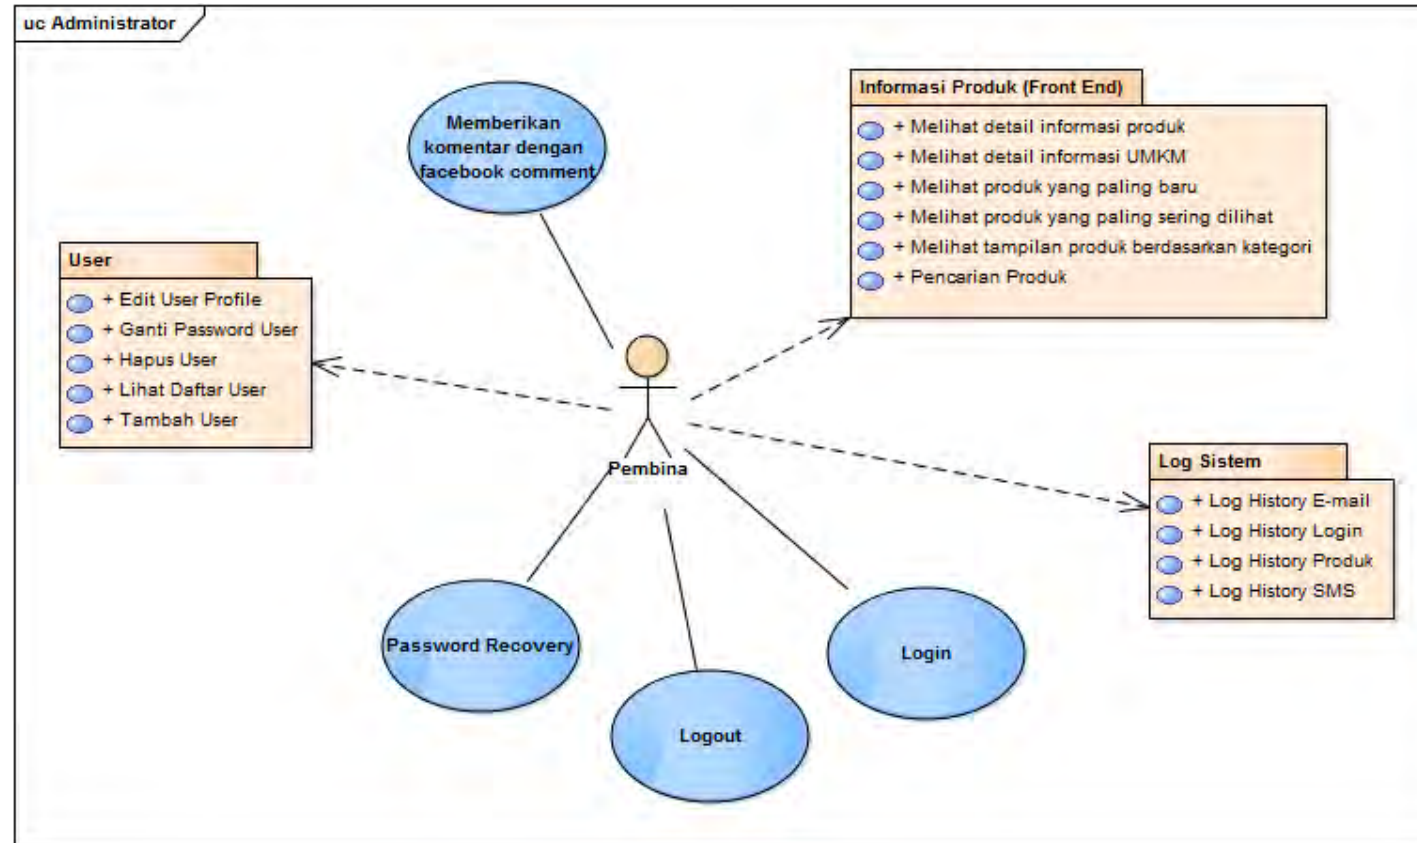 uc Administrator
Memberikan
komentar dengan
facebook comment
Informasi Produk (Front End)
+ Melihat detail informasi produk
+ Melihat detail informasi UMKM
+ Melihat produk yang paling baru
+ Melihat produk yang paling sering dilihat
+ Melihat tampilan produk berdasarkan kategori
+ Pencarian Produk
User
+ Edit User Profile
+ Ganti Password User
+ Hapus User
+ Lihat Daftar User
+ Tambah User
Pembina
Log Sistem
+ Log History E-mail
+ Log History Login
+ Log History Produk
+ Log History SMS
Password Recovery
Login
Logout